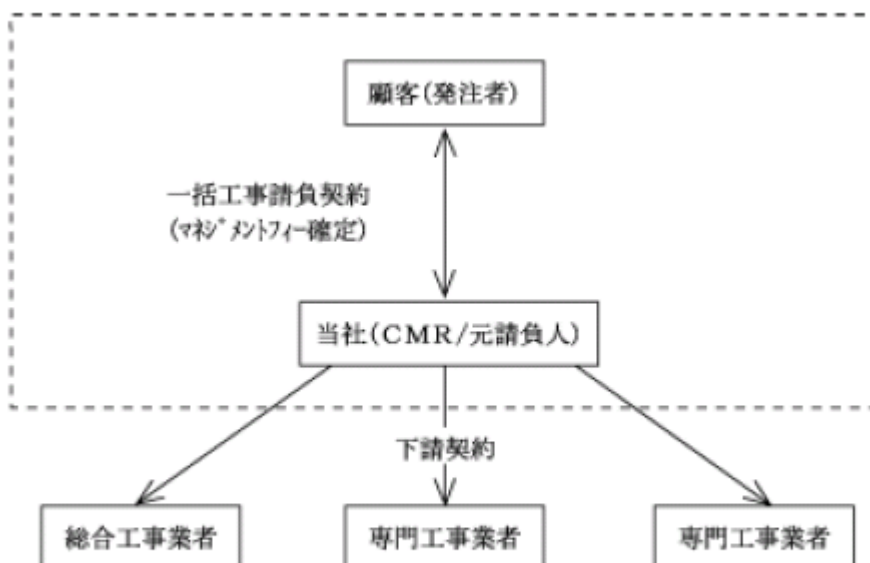 顧客(発注者)
一括工事請負契約
(ﾏﾈｼﾞﾒﾝﾄﾌｨｰ確定)
当社(ＣＭＲ/元請負人)
下請契約
総合工事業者
専門工事業者
専門工事業者